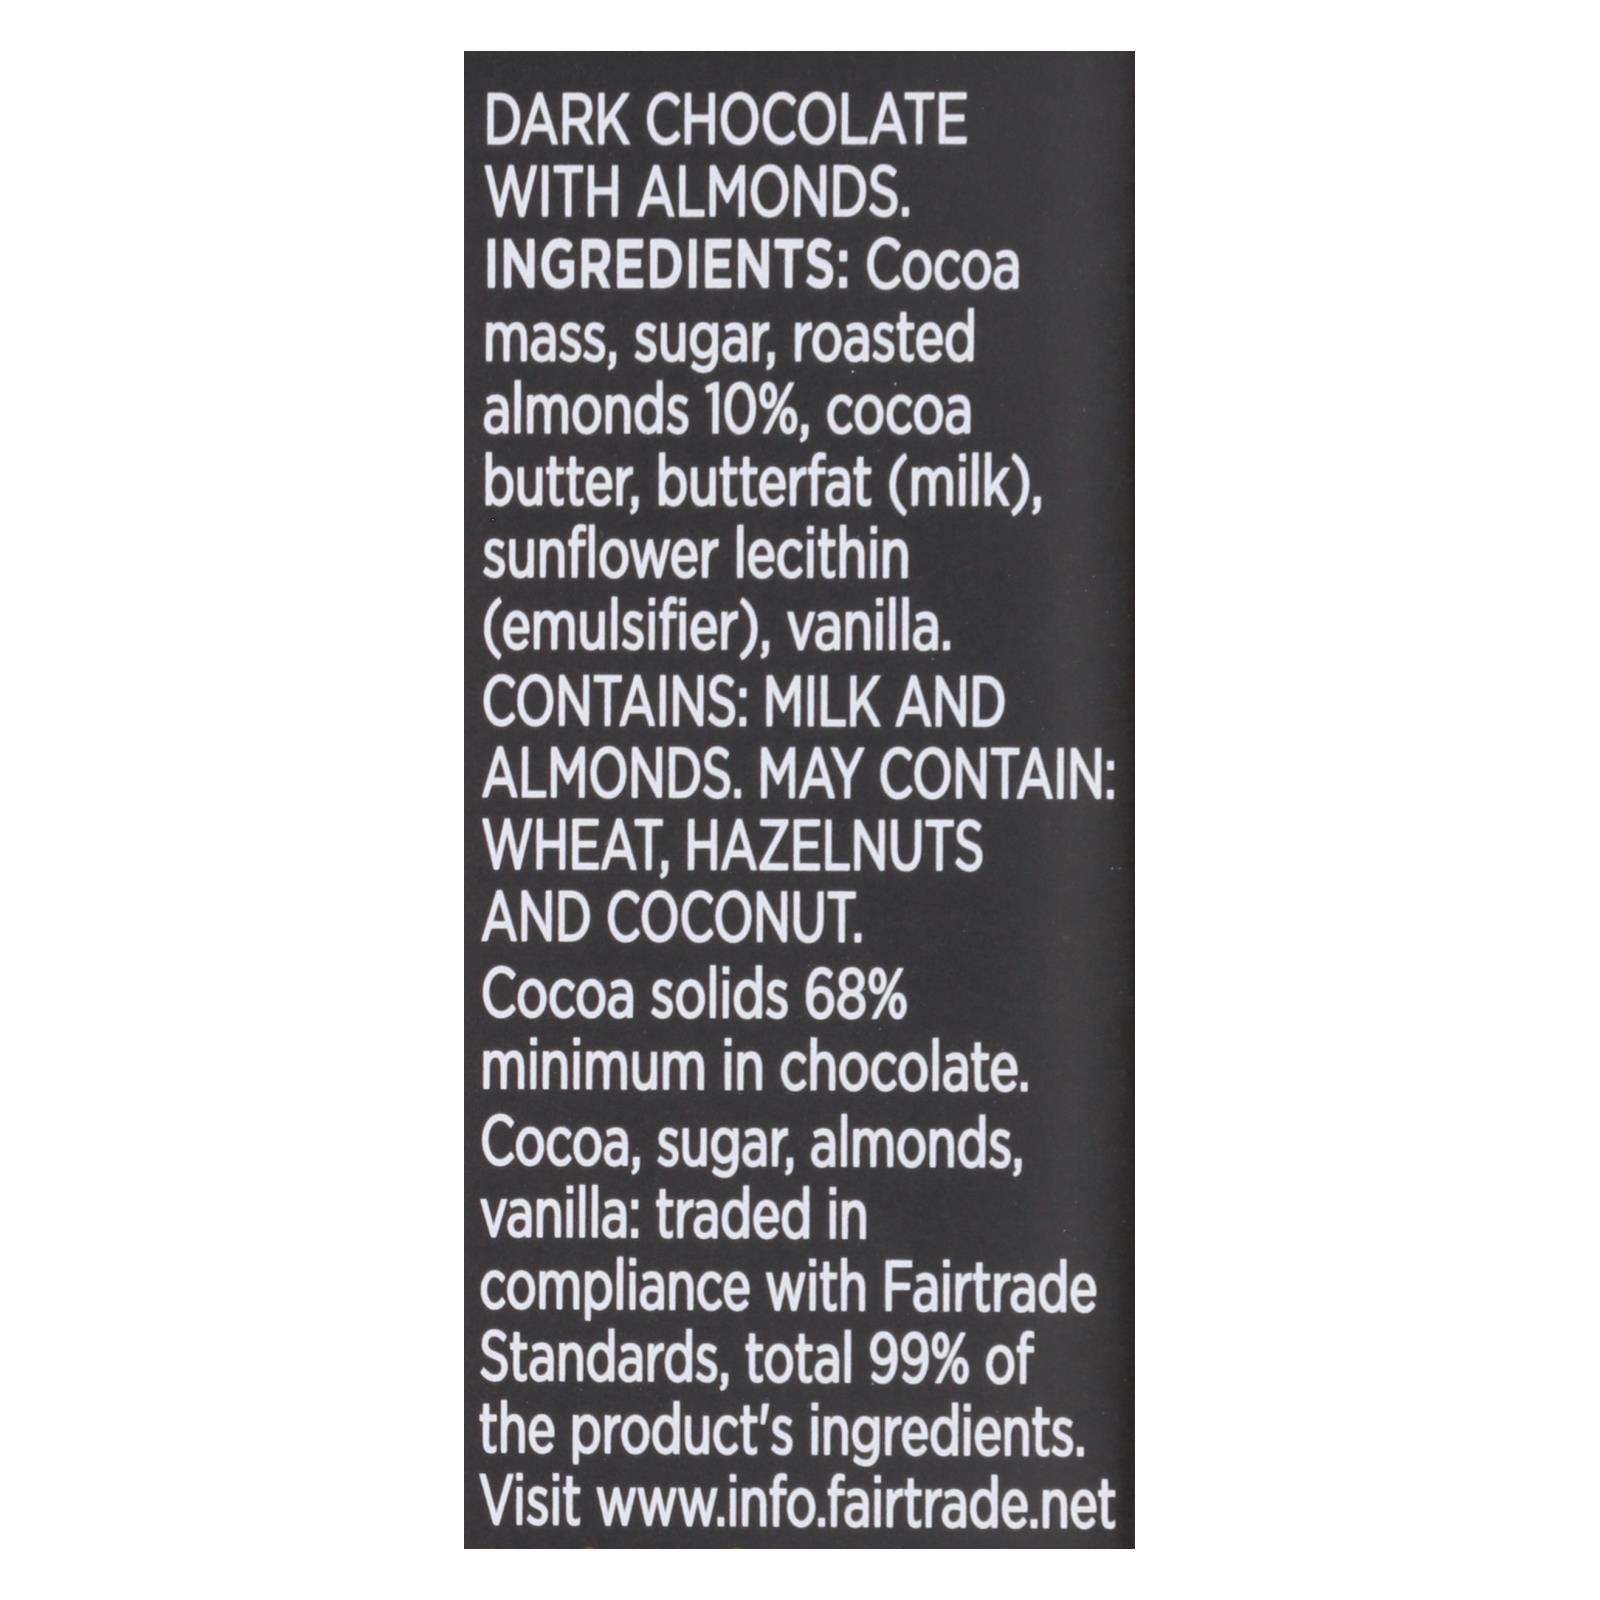 DARK CHOCOLATE
WITH ALMONDS.
INGREDIENTS: Cocoa
mass, sugar, roasted
almonds 10%, cocoa
butter, butterfat (milk),
sunflower lecithin
(emulsifier), vanilla.
CONTAINS: MILK AND
ALMONDS. MAY CONTAIN:
WHEAT, HAZELNUTS
AND COCONUT.
Cocoa solids 68%
minimum in chocolate.
Cocoa, sugar, almonds,
vanilla: traded in
compliance with Fairtrade
Standards, total 99% of
the product's ingredients.
Visit www.info.fairtrade.net